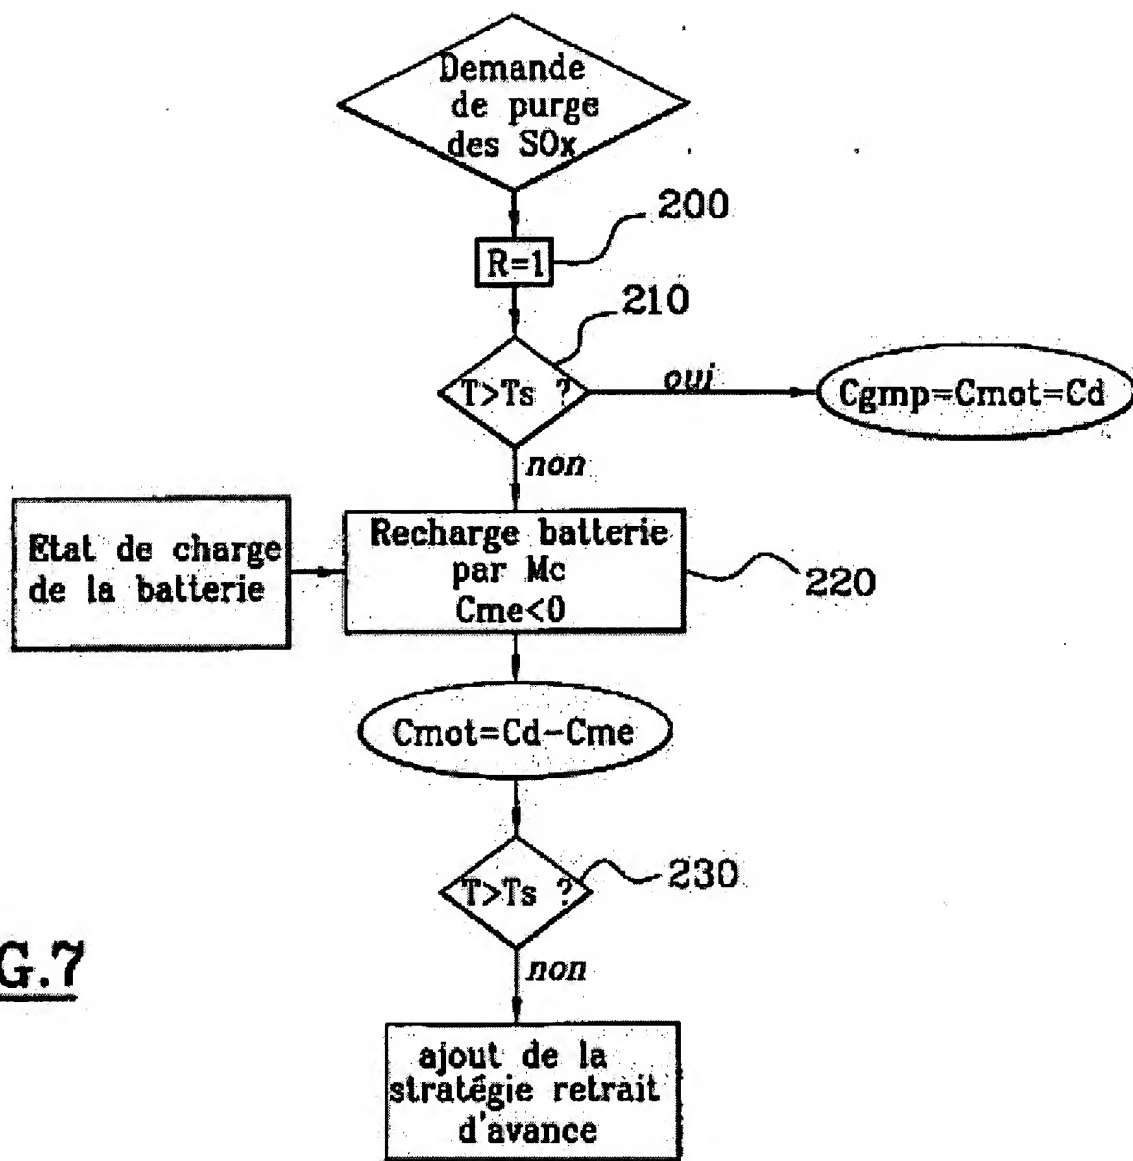 Demande
de purge
des SOx
200
R=1
210
T>Ts ?
oui
Cgmp=Cmot=Cd
non
Etat de charge
de la batterie
Recharge batterie
par Mc
Cme<0
220
Cmot=Cd-Cme
T>Ts ?
230
non
G.7
ajout de la
stratégie retrait
d'avance